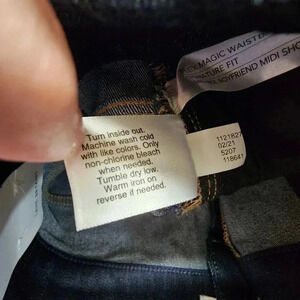 MAGIC WAIST
FIT
BOYFRIEND MIDI SHO
Turn inside out.
Machine wash cold
with like colors. Only
non-chlorine bleach
when needed.
Tumble dry low.
Warm iron on
reverse if needed.
1121827
02/21
5207
118641